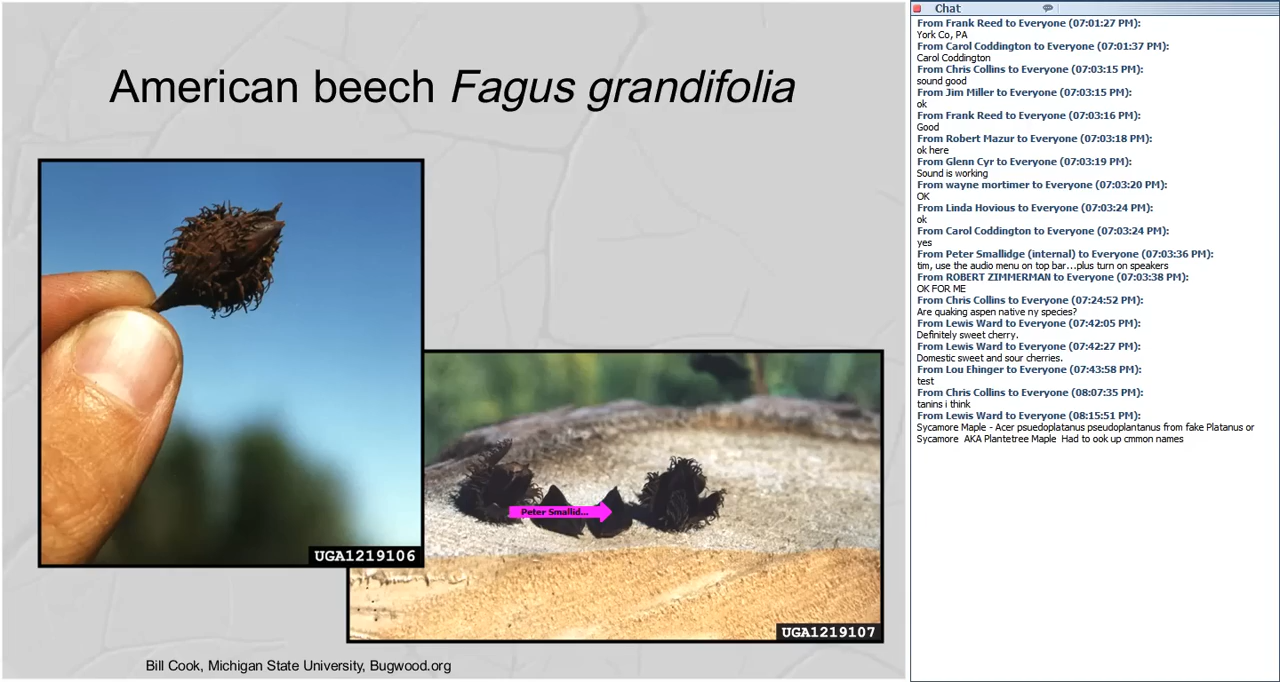 American beech Fagus grandifolia
UGA1219106
Peter Smallid...
UGA1219107
Bill Cook, Michigan State University, Bugwood.org
Chat
From Frank Reed to Everyone (07:01:27 PM):
York Co, PA
From Carol Coddington to Everyone (07:01:37 PM):
Carol Coddington
From Chris Collins to Everyone (07:03:15 PM):
sound good
From Jim Miller to Everyone (07:03:15 PM):
ok
From Frank Reed to Everyone (07:03:16 PM):
Good
From Robert Mazur to Everyone (07:03:18 PM):
ok here
From Glenn Cyr to Everyone (07:03:19 PM):
Sound is working
From wayne mortimer to Everyone (07:03:20 PM):
OK
From Linda Hovious to Everyone (07:03:24 PM):
ok
From Carol Coddington to Everyone (07:03:24 PM):
yes
From Peter Smallidge (internal) to Everyone (07:03:36 PM):
tim, use the audio menu on top bar...plus turn on speakers
From ROBERT ZIMMERMAN to Everyone (07:03:38 PM):
OK FOR ME
From Chris Collins to Everyone (07:24:52 PM):
Are quaking aspen native ny species?
From Lewis Ward to Everyone (07:42:05 PM):
Definitely sweet cherry.
From Lewis Ward to Everyone (07:42:27 PM):
Domestic sweet and sour cherries.
From Lou Ehinger to Everyone (07:43:58 PM):
test
From Chris Collins to Everyone (08:07:35 PM):
tanins i think
From Lewis Ward to Everyone (08:15:51 PM):
Sycamore Maple - Acer psuedoplatanus pseudoplantanus from fake Platanus or
Sycamore AKA Plantetree Maple Had to ook up cmmon names